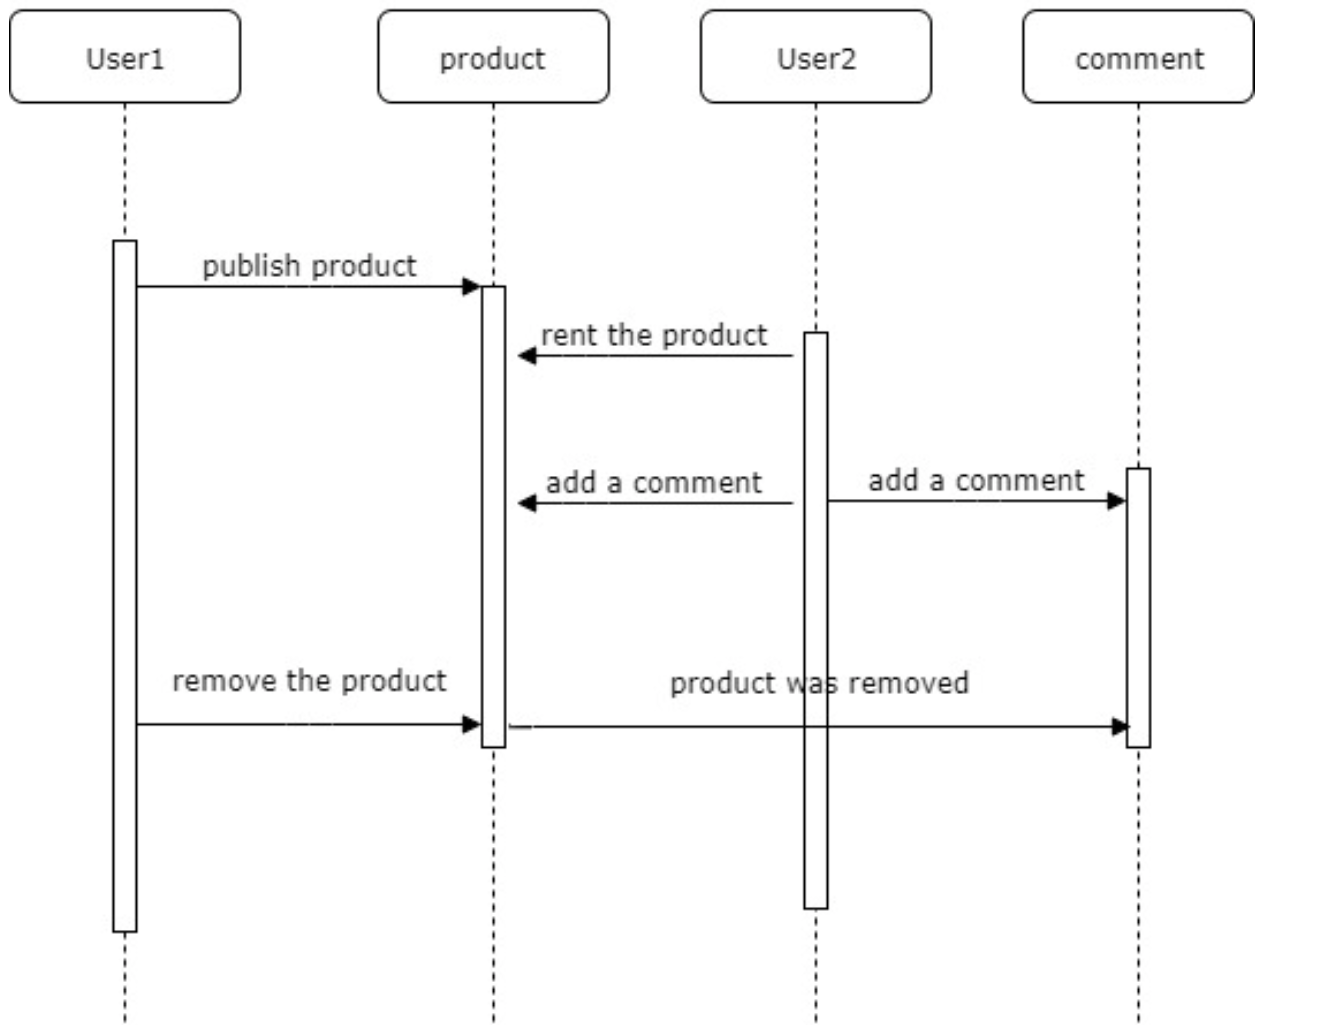 User1
product
User2
comment
publish product
rent the product
add a comment
add a comment
remove the product
product was removed